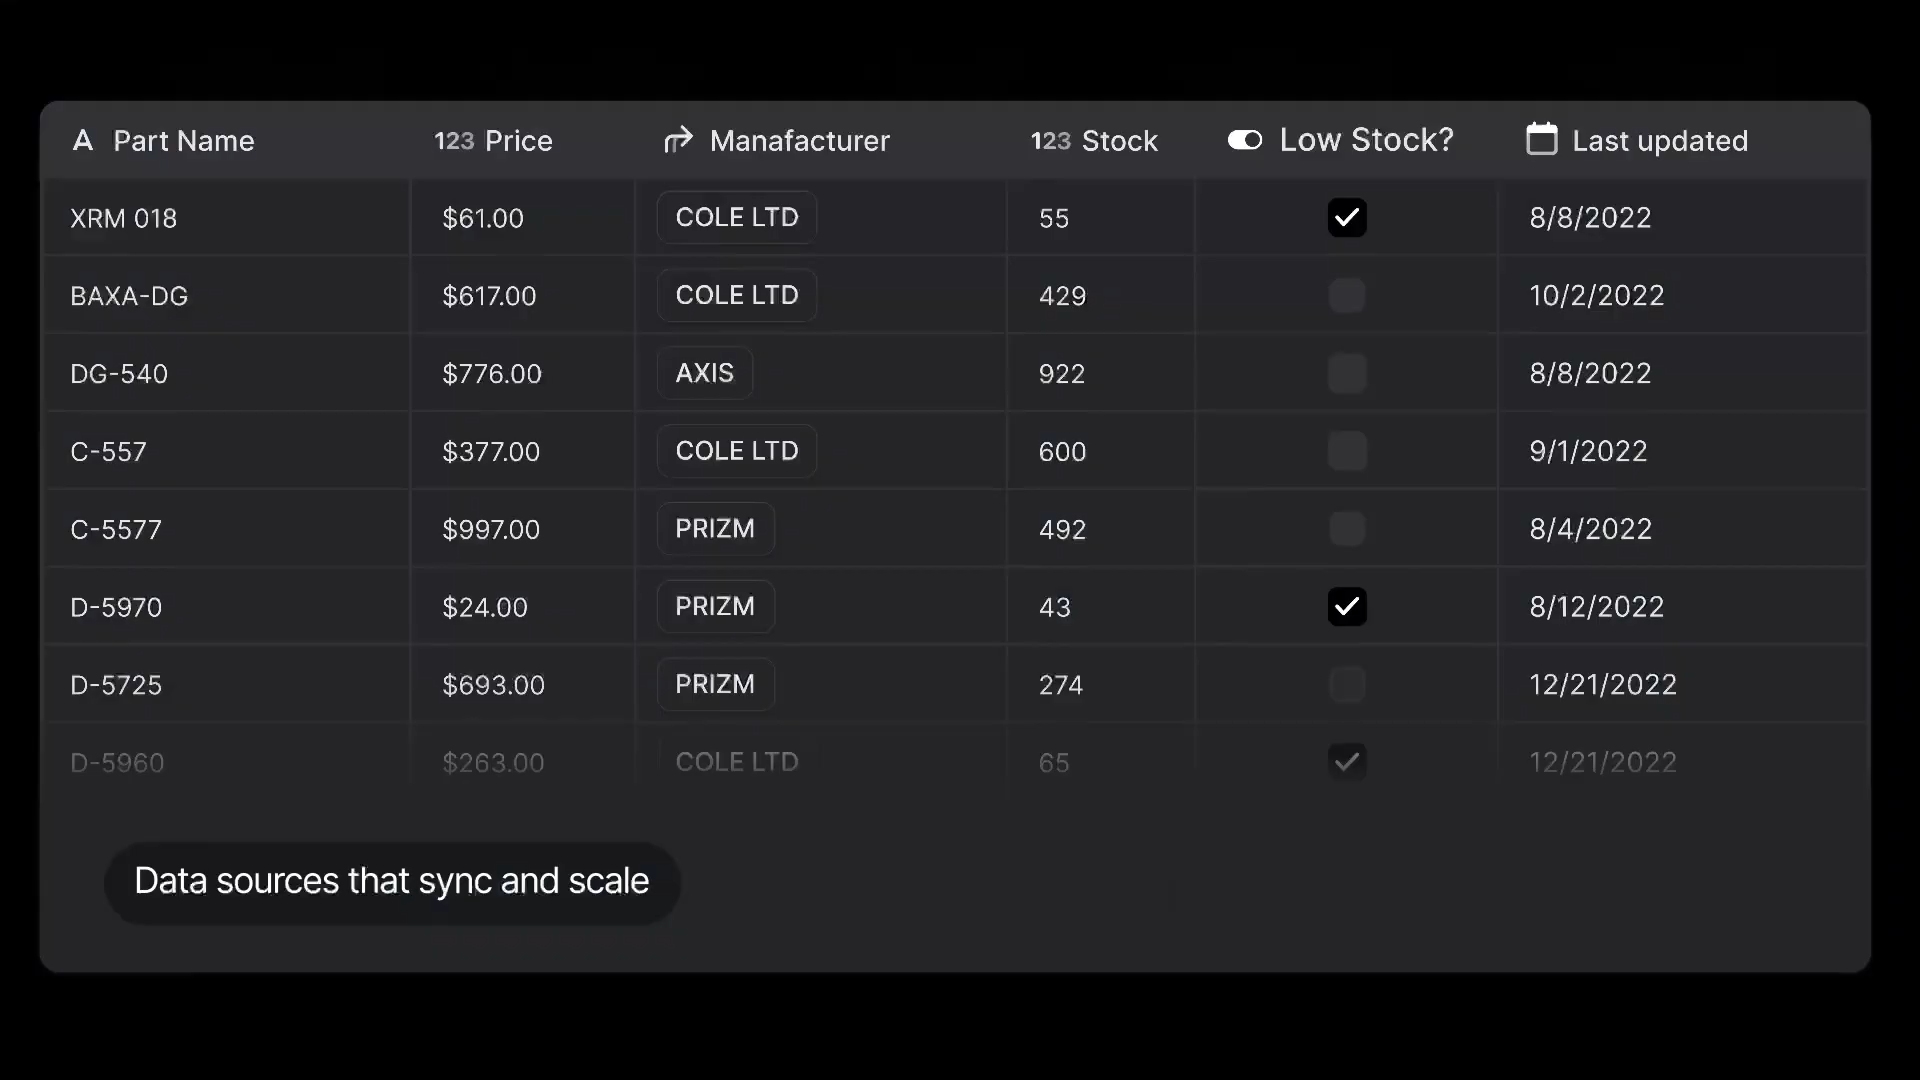 A Part Name 123 Price Manafacturer 123 Stock Low Stock? Last updated
XRM 018 $61.00 COLE LTD 55 8/8/2022
BAXA-DG $617.00 COLE LTD 429 10/2/2022
DG-540 $776.00 AXIS 922 8/8/2022
C-557 $377.00 COLE LTD 600 9/1/2022
C-5577 $997.00 PRIZM 492 8/4/2022
D-5970 $24.00 PRIZM 43 8/12/2022
D-5725 $693.00 PRIZM 274 12/21/2022
D-5960 $263.00 COLE LTD 65 12/21/2022
Data sources that sync and scale